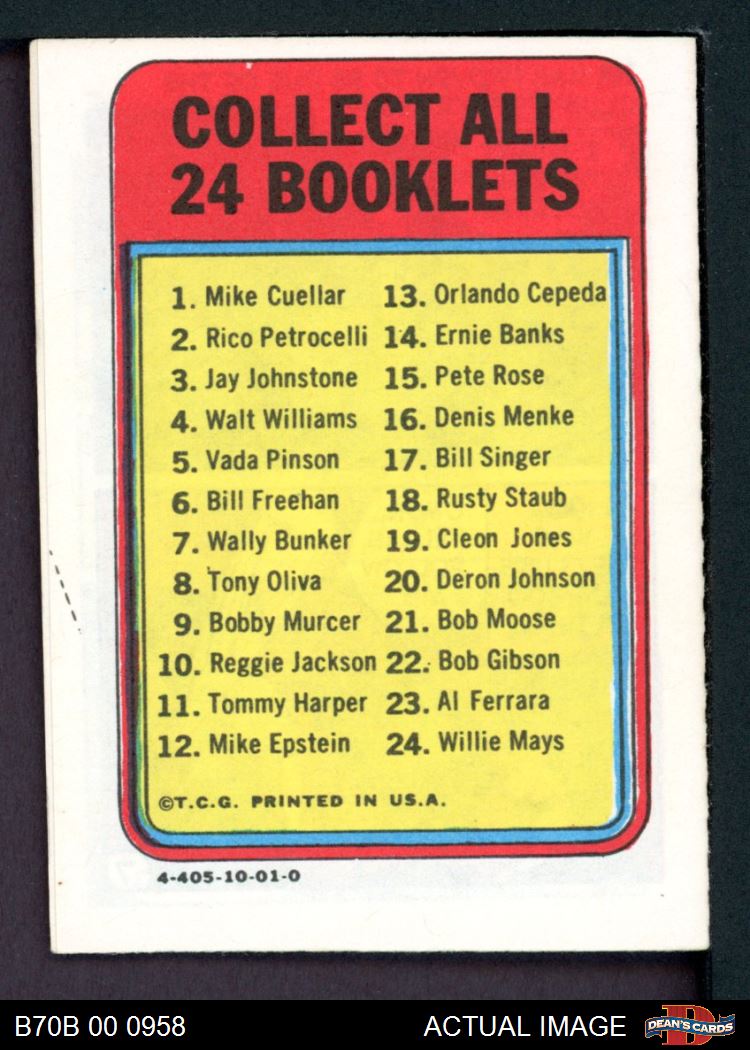 COLLECT ALL
24 BOOKLETS
1. Mike Cuellar
2. Rico Petrocelli
3. Jay Johnstone
4. Walt Williams
5. Vada Pinson
6. Bill Freehan
7. Wally Bunker
8. Tony Oliva
9. Bobby Murcer
10. Reggie Jackson
11. Tommy Harper
12. Mike Epstein
13. Orlando Cepeda
14. Ernie Banks
15. Pete Rose
16. Denis Menke
17. Bill Singer
18. Rusty Staub
19. Cleon Jones
20. Deron Johnson
21. Bob Moose
22. Bob Gibson
23. Al Ferrara
24. Willie Mays
©T.C.G. PRINTED IN U.S.A.
4-405-10-01-0
B70B 00 0958
ACTUAL IMAGE
D
DEAN'S CARDS